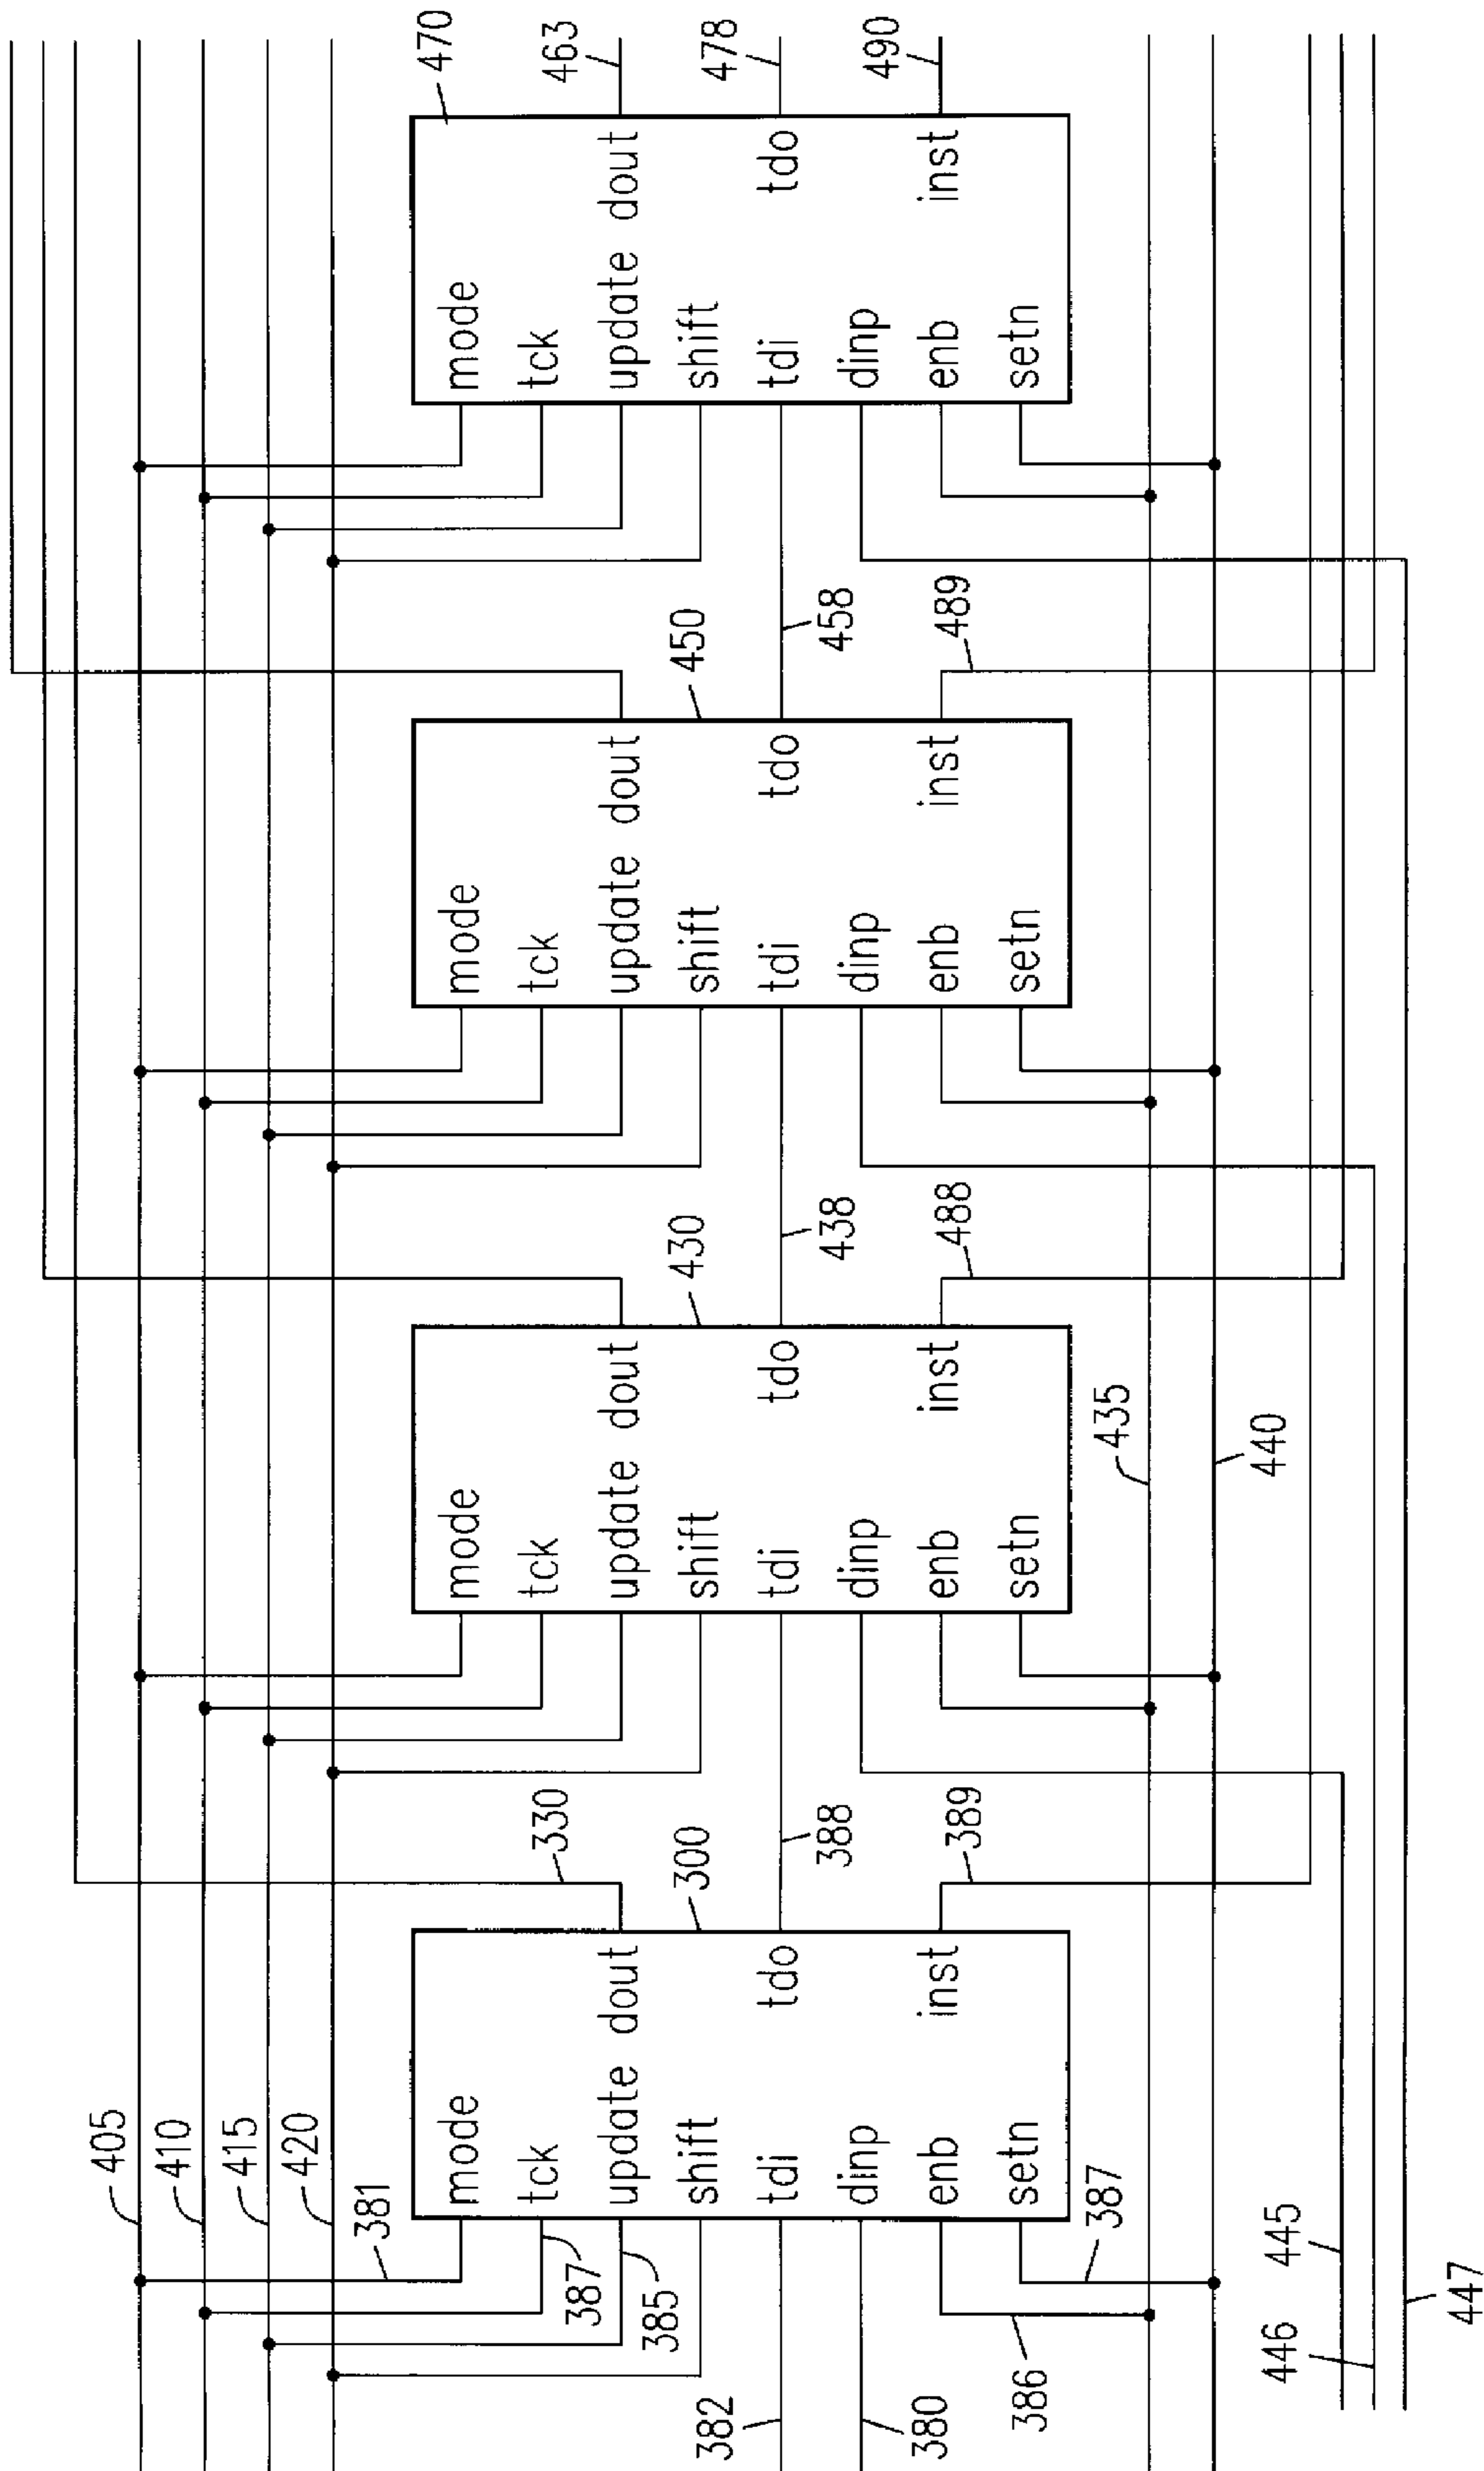 405
410
415
420
381
387
385
382
380
386
387
446
445
447
mode
tck
update dout
shift
tdi
tdo
dinp
enb
inst
setn
330
300
388
389
mode
tck
update dout
shift
tdi
tdo
dinp
enb
inst
setn
430
438
488
435
440
mode
tck
update dout
shift
tdi
tdo
dinp
enb
inst
setn
450
458
489
mode
tck
update dout
shift
tdi
tdo
dinp
enb
inst
setn
470
463
478
490